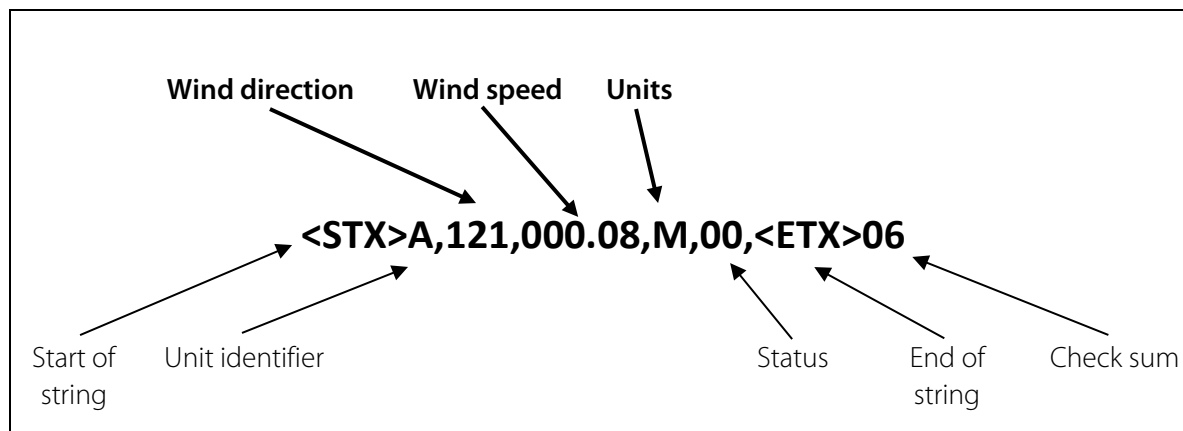 Wind direction Wind speed Units
<STX>A,121,000.08,M,00,<ETX>06
Start of string
Unit identifier
Status
End of string
Check sum